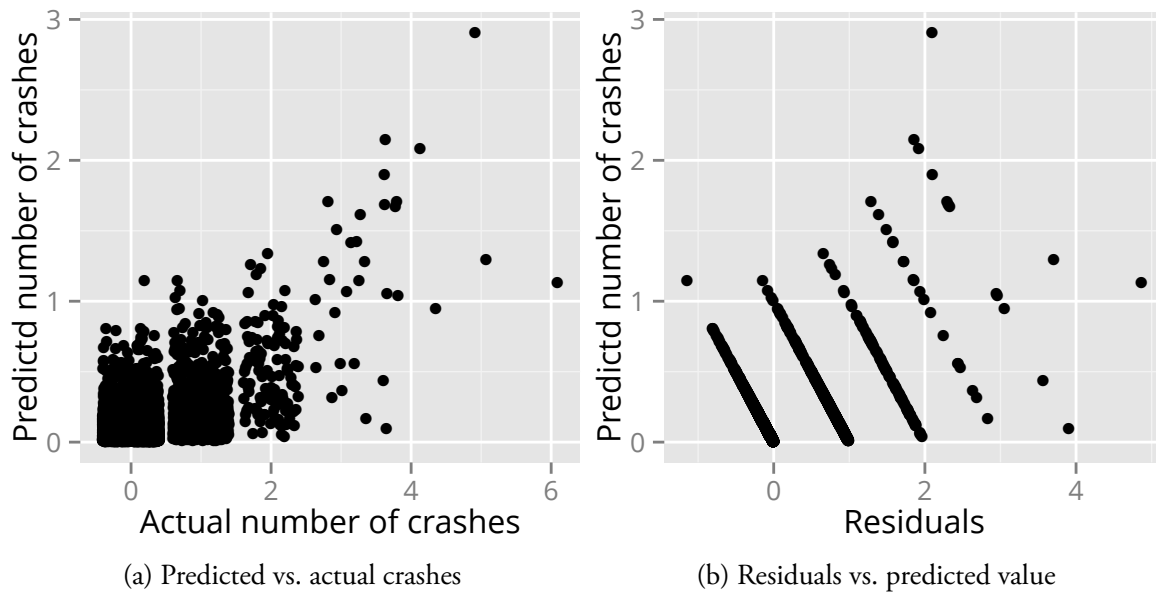 3
2
1
0
Predictd number of crashes
0
2
4
6
Actual number of crashes
(a) Predicted vs. actual crashes
3
2
1
0
Predictd number of crashes
0
2
4
Residuals
(b) Residuals vs. predicted value